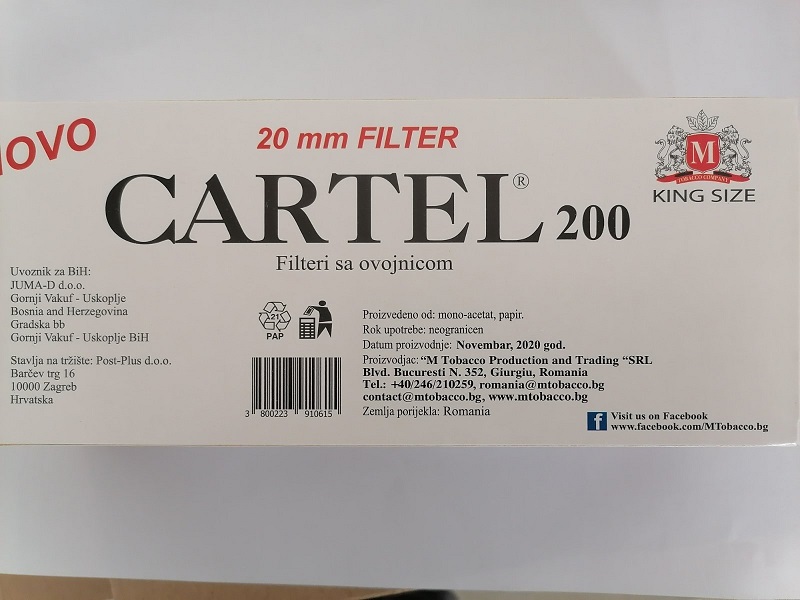 NOVO
20 mm FILTER
CARTEL® 200
Filteri sa ovojnicom
M
TOBACCO COMPANY
KING SIZE
Uvoznik za BiH:
JUMA-D d.o.o.
Gornji Vakuf - Uskoplje
Bosnia and Herzegovina
Gradska bb
Gornji Vakuf - Uskoplje BiH
Stavlja na tržište: Post-Plus d.o.o.
Barčev trg 16
10000 Zagreb
Hrvatska
21
PAP
3 800223 910615
Proizvedeno od: mono-acetat, papir.
Rok upotrebe: neogranicen
Datum proizvodnje: Novembar, 2020 god.
Proizvodjac: “M Tobacco Production and Trading “SRL
Blvd. Bucuresti N. 352, Giurgiu, Romania
Tel.: +40/246/210259, romania@mtobacco.bg
contact@mtobacco.bg, www.mtobacco.bg
Zemlja porijekla: Romania
f
Visit us on Facebook
www.facebook.com/MTobacco.bg